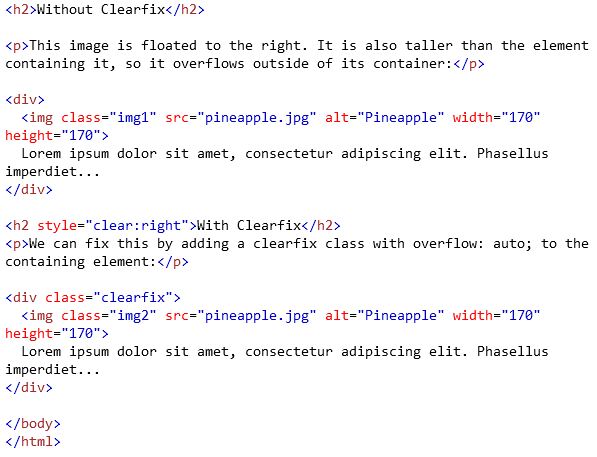 <h2>Without Clearfix</h2>
<p>This image is floated to the right. It is also taller than the element
containing it, so it overflows outside of its container:</p>
<div>
<img class="img1" src="pineapple.jpg" alt="Pineapple" width="170"
height="170">
Lorem ipsum dolor sit amet, consectetur adipiscing elit. Phasellus
imperdiet...
</div>
<h2 style="clear:right">With Clearfix</h2>
<p>We can fix this by adding a clearfix class with overflow: auto; to the
containing element:</p>
<div class="clearfix">
<img class="img2" src="pineapple.jpg" alt="Pineapple" width="170"
height="170">
Lorem ipsum dolor sit amet, consectetur adipiscing elit. Phasellus
imperdiet...
</div>
</body>
</html>